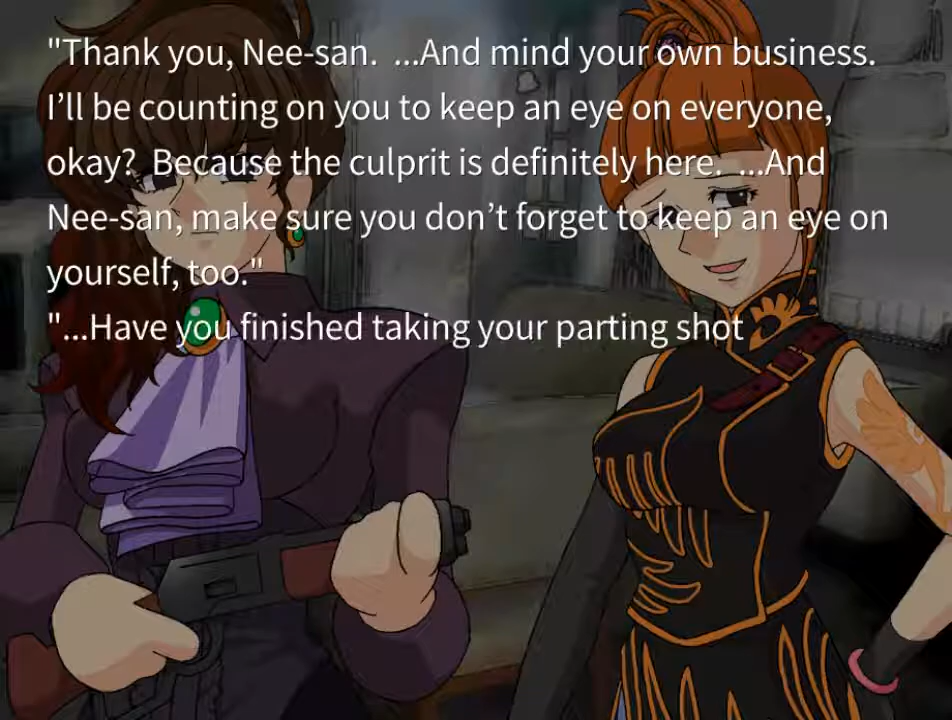 "Thank you, Nee-san.  ...And mind your own business.
I’ll be counting on you to keep an eye on everyone,
okay?  Because the culprit is definitely here.  ...And
Nee-san, make sure you don’t forget to keep an eye on
yourself, too."
"...Have you finished taking your parting shot